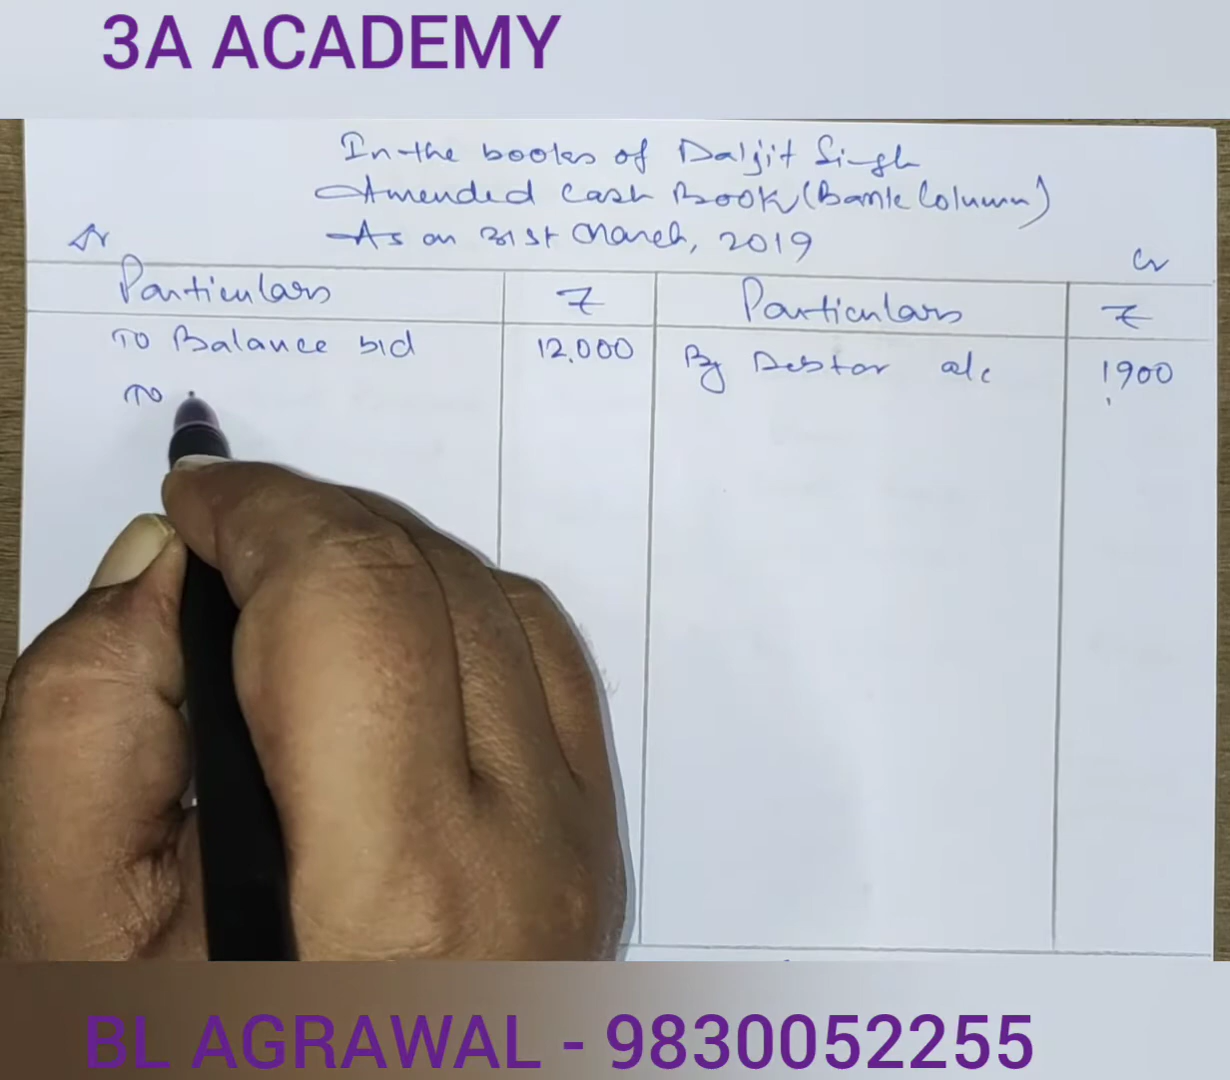 3A ACADEMY
In the books of Daljit Singh
Amended Cash Book (Bank Column)
As on 31st March, 2019
Dr
Cr
Particulars ₹ Particulars ₹
To Balance b/d 12,000 By Debtor a/c 1900
To
BL AGRAWAL - 9830052255